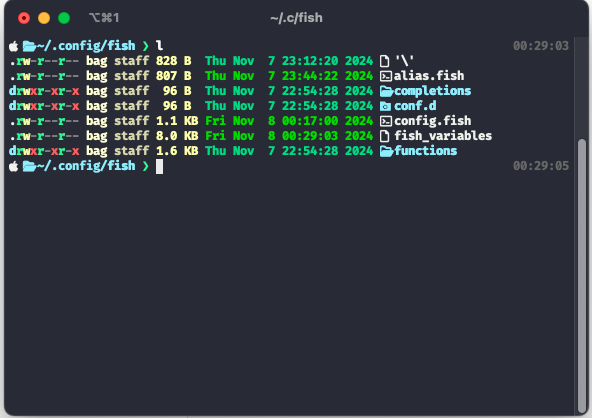 ⌥⌘1
~/.c/fish
~/.config/fish ❯ l 00:29:03
.rw-r--r-- bag staff 828 B Thu Nov 7 23:12:20 2024 '\'
.rw-r--r-- bag staff 807 B Thu Nov 7 23:44:22 2024 alias.fish
drwxr-xr-x bag staff 96 B Thu Nov 7 22:54:28 2024 completions
drwxr-xr-x bag staff 96 B Thu Nov 7 22:54:28 2024 conf.d
.rw-r--r-- bag staff 1.1 KB Fri Nov 8 00:17:00 2024 config.fish
.rw-r--r-- bag staff 8.0 KB Fri Nov 8 00:29:03 2024 fish_variables
drwxr-xr-x bag staff 1.6 KB Thu Nov 7 22:54:28 2024 functions
~/.config/fish ❯ 00:29:05